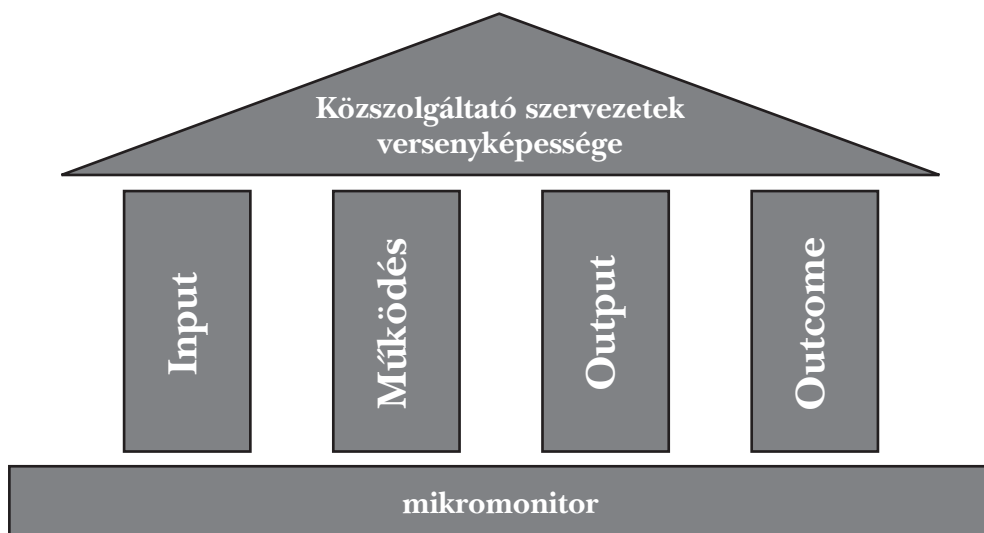 Közszolgáltató szervezetek
versenyképessége
Input
Működés
Output
Outcome
mikromonitor